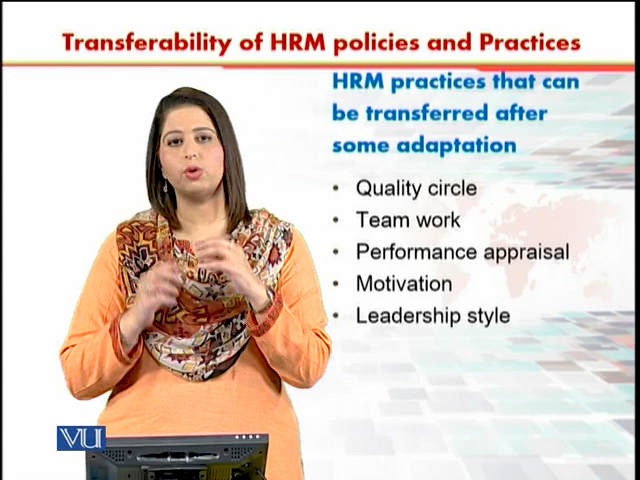 Transferability of HRM policies and Practices
HRM practices that can
be transferred after
some adaptation
• Quality circle
• Team work
• Performance appraisal
• Motivation
• Leadership style
VU